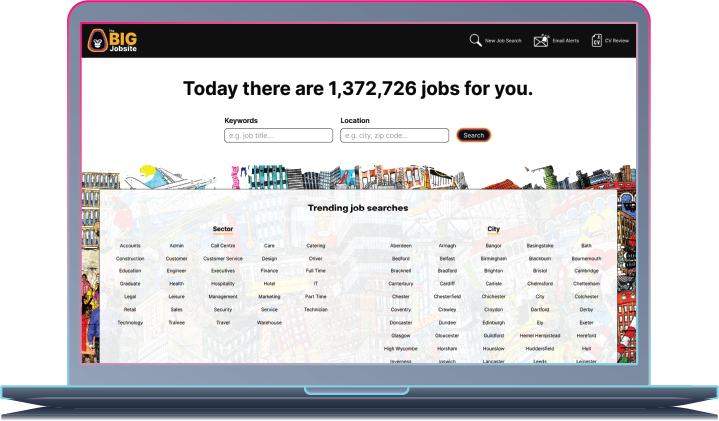 The
BIG
Jobsite
New Job Search
Email Alerts
CV
CV Review
Today there are 1,372,726 jobs for you.
Keywords
Location
e.g. job title...
e.g. city, zip code...
Search
Trending job searches
Sector
City
Accounts Admin Call Centre Care Catering
Aberdeen Armagh Bangor Basingstoke Bath
Construction Customer Customer Service Design Driver
Bedford Belfast Birmingham Blackburn Bournemouth
Education Engineer Executives Finance Full Time
Bracknell Bradford Brighton Bristol Cambridge
Graduate Health Hospitality Hotel IT
Canterbury Cardiff Carlisle Chelmsford Cheltenham
Legal Leisure Management Marketing Part Time
Chester Chesterfield Chichester City Colchester
Retail Sales Security Service Technician
Coventry Crawley Croydon Dartford Derby
Technology Trainee Travel Warehouse
Doncaster Dundee Edinburgh Ely Exeter
Glasgow Gloucester Guildford Hemel Hempstead Hereford
High Wycombe Horsham Hounslow Huddersfield Hull
Inverness Ipswich Lancaster Leeds Leicester